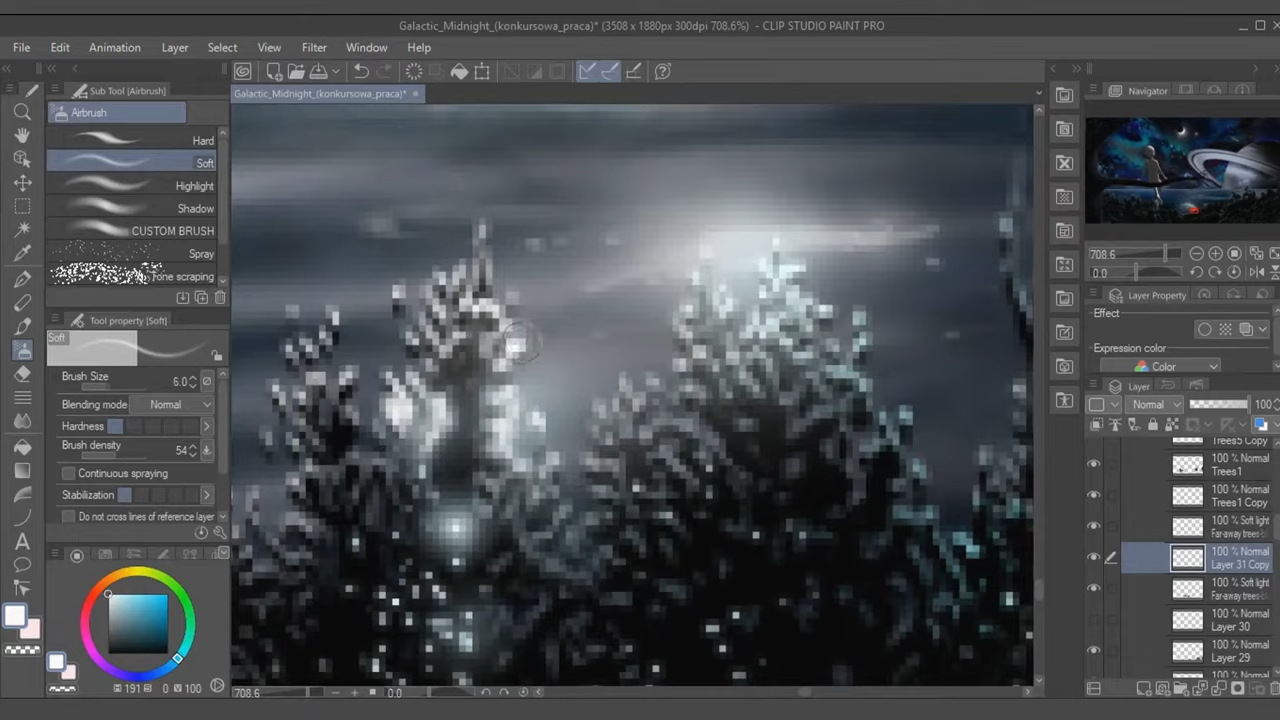 Galactic_Midnight_(konkursowa_praca)* (3508 x 1880px 300dpi 708.6%) - CLIP STUDIO PAINT PRO
File Edit Animation Layer Select View Filter Window Help
Sub Tool [Airbrush]
Airbrush
Hard
Soft
Highlight
Shadow
CUSTOM BRUSH
Spray
one scraping
Tool property [Soft]
Soft
Brush Size 6.0
Blending mode Normal
Hardness
Brush density 54
Continuous spraying
Stabilization
Do not cross lines of reference layer
191 0 V 100
Galactic_Midnight_(konkursowa_praca)*
708.6 0.0
Navigator
708.6
0.0
Layer Property
Effect
Expression color
Color
Layer
Normal 100
Trees5 Copy
100 % Normal
Trees1
100 % Normal
Trees1 Copy
100 % Soft light
Far-away trees-
100 % Normal
Layer 31 Copy
100 % Soft light
Far-away trees-
100 % Normal
Layer 30
100 % Normal
Layer 29